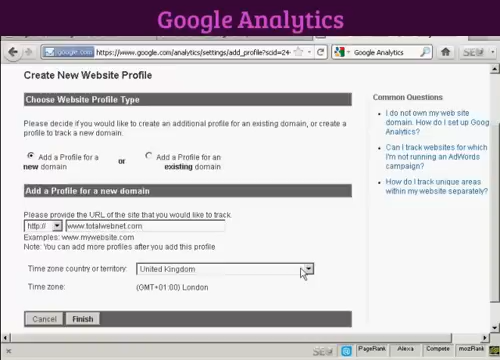 Google Analytics
google.com
https://www.google.com/analytics/settings/add_profile?scid=24
Google Analytics
Create New Website Profile
Choose Website Profile Type
Please decide if you would like to create an additional profile for an existing domain, or create a
profile to track a new domain.
Add a Profile for a
new domain
or
Add a Profile for an
existing domain
Add a Profile for a new domain
Please provide the URL of the site that you would like to track.
http://
www.totalwebnet.com
Examples: www.mywebsite.com
Note: You can add more profiles after you add this profile
Time zone country or territory:
United Kingdom
Time zone:
(GMT+01:00) London
Cancel
Finish
Common Questions
I do not own my web site
domain. How do I set up Goog
Analytics?
Can I track websites for which
I'm not running an AdWords
campaign?
How do I track unique areas
within my website separately?
PageRank
Alexa
Compete
mozRank